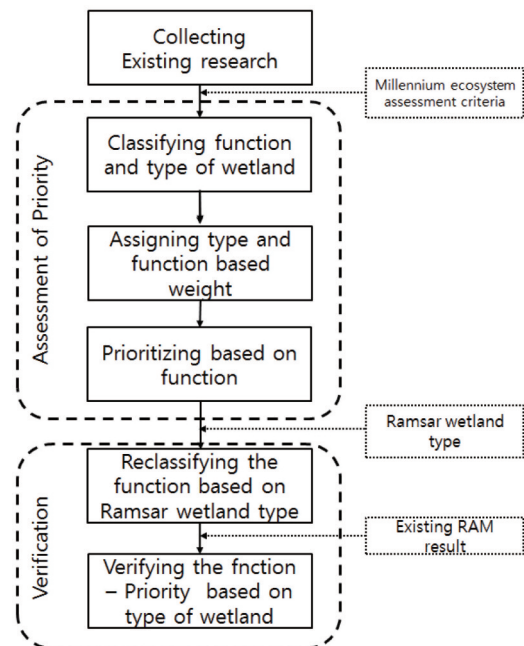 Collecting
Existing research
Millennium ecosystem
assessment criteria
Assessment of Priority
Classifying function
and type of wetland
Assigning type and
function based
weight
Prioritizing based on
function
Ramsar wetland
type
Verification
Reclassifying the
function based on
Ramsar wetland type
Existing RAM
result
Verifying the fnction
– Priority based on
type of wetland